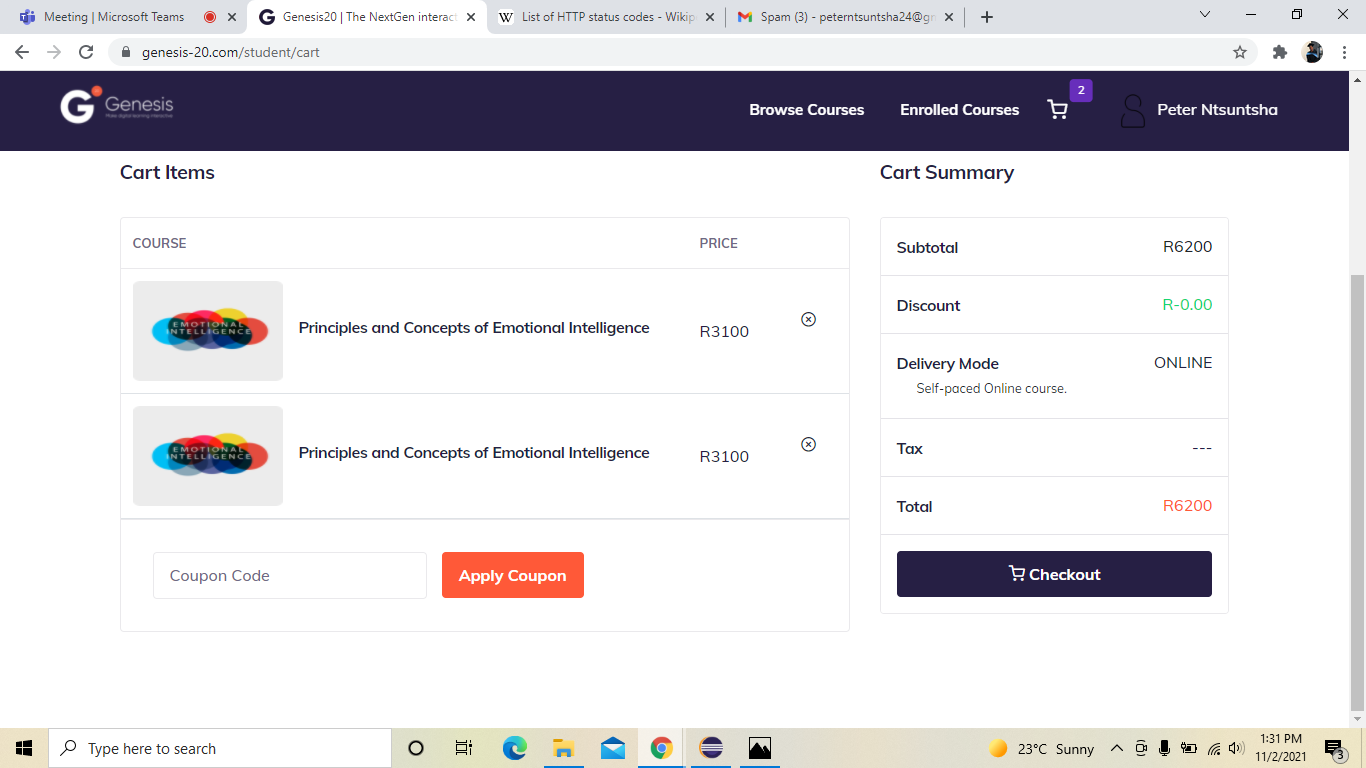 Meeting | Microsoft Teams
Genesis20 | The NextGen interact
List of HTTP status codes - Wikip
Spam (3) - peterntsuntsha24@gm
genesis-20.com/student/cart
Genesis
Make digital learning interactive
Browse Courses
Enrolled Courses
2
Peter Ntsuntsha
Cart Items
Cart Summary
COURSE PRICE
EMOTIONAL
INTELLIGENCE
Principles and Concepts of Emotional Intelligence
R3100
EMOTIONAL
INTELLIGENCE
Principles and Concepts of Emotional Intelligence
R3100
Coupon Code
Apply Coupon
Subtotal R6200
Discount R-0.00
Delivery Mode ONLINE
Self-paced Online course.
Tax ---
Total R6200
Checkout
Type here to search
23°C Sunny
1:31 PM
11/2/2021
3